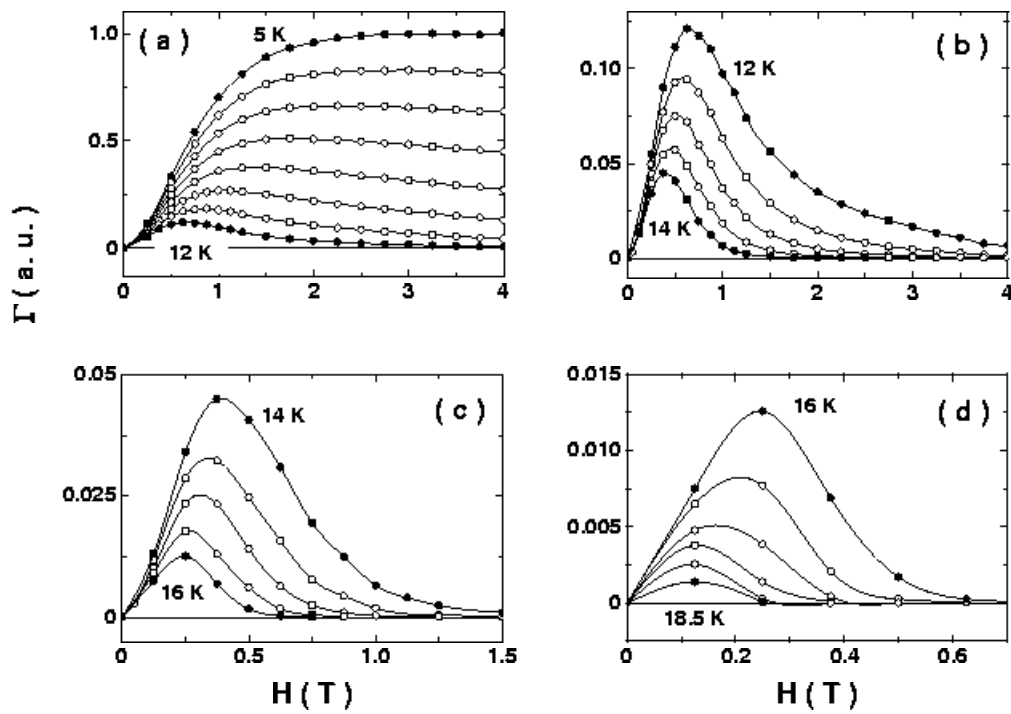 ( a )
5 K
12 K
1.0
0.5
0
0 1 2 3 4
( b )
12 K
14 K
0.10
0.05
0
0 1 2 3 4
Γ ( a. u. )
( c )
14 K
16 K
0.05
0.025
0
0 0.5 1.0 1.5
H ( T )
( d )
16 K
18.5 K
0.015
0.010
0.005
0.000
0 0.2 0.4 0.6
H ( T )